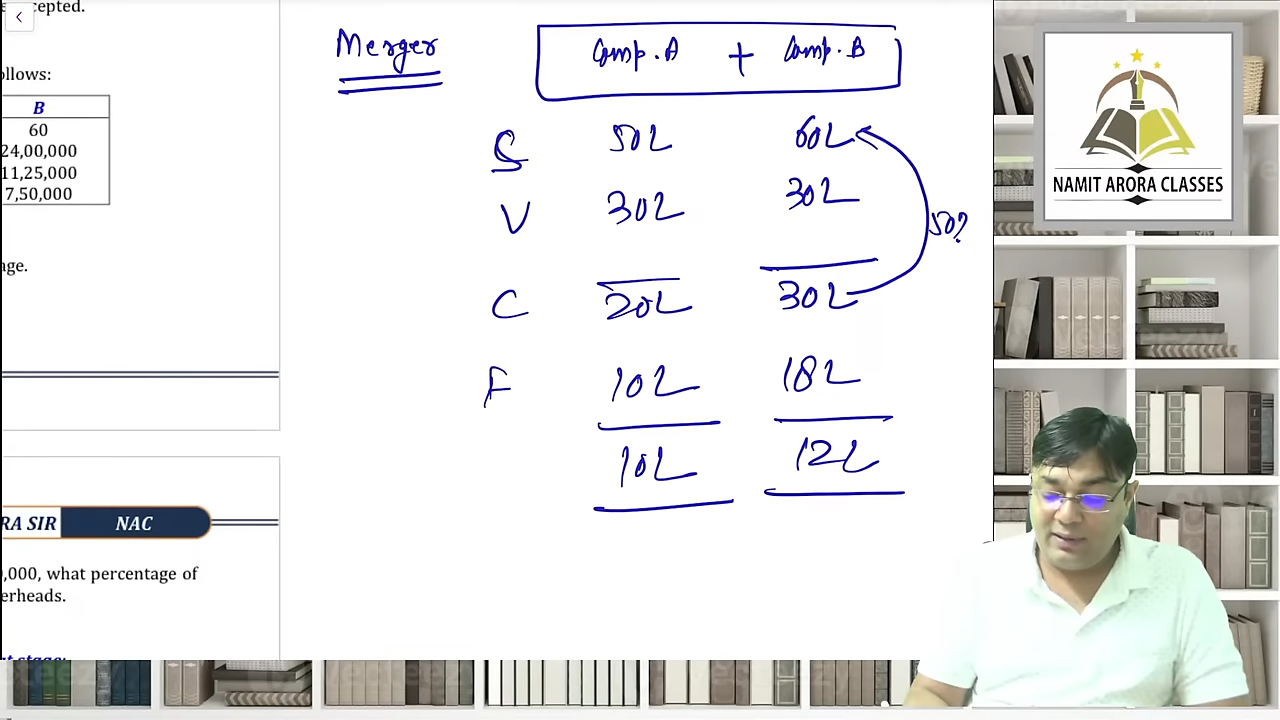 cepted.
ollows:
B
60
24,00,000
11,25,000
7,50,000
nge.
RA SIR NAC
,000, what percentage of
erheads.
Merger
Comp. A + Comp. B
S 50L 60L
V 30L 30L
50%
C 20L 30L
F 10L 18L
10L 12L
NAMIT ARORA CLASSES